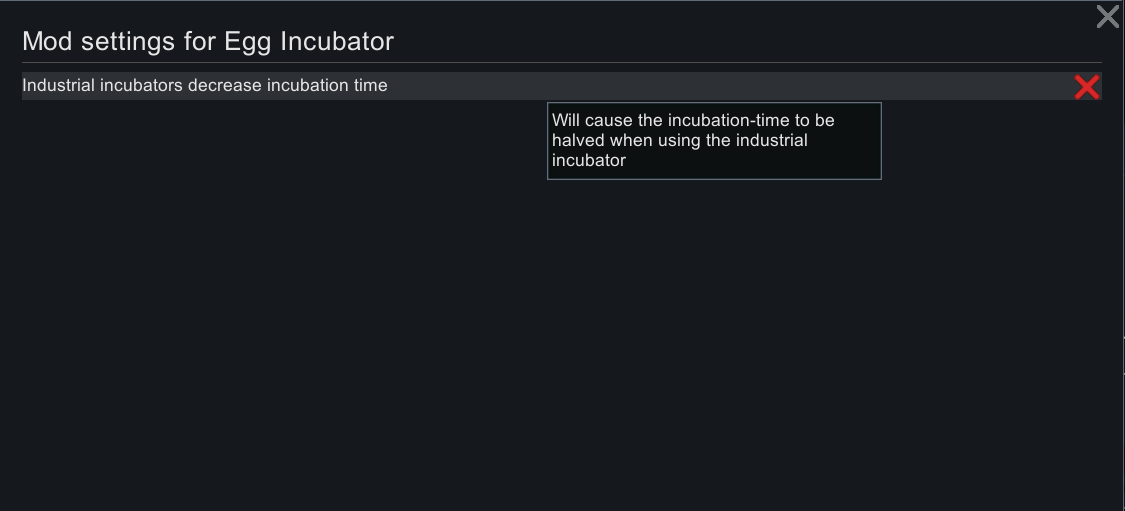 Mod settings for Egg Incubator
Industrial incubators decrease incubation time
Will cause the incubation-time to be
halved when using the industrial
incubator